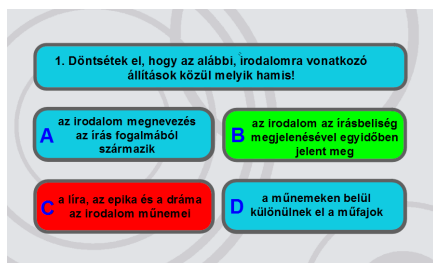 1. Döntsétek el, hogy az alábbi, irodalomra vonatkozó
állítások közül melyik hamis!
A
az irodalom megnevezés
az írás fogalmából
származik
B
az irodalom az írásbeliség
megjelenésével egyidőben
jelent meg
C
a líra, az epika és a dráma
az irodalom műnemei
D
a műnemeken belül
különülnek el a műfajok